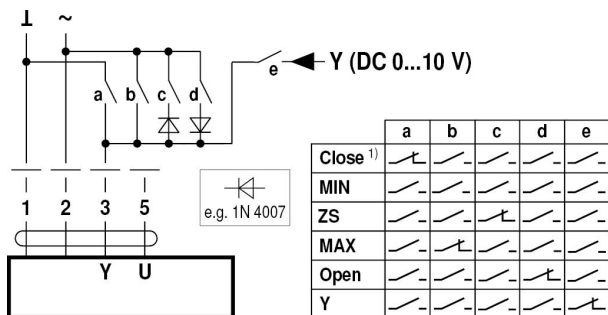 ⊥ ~
e Y (DC 0...10 V)
a b c d
1 2 3 5
e.g. 1N 4007
Y U
a b c d e
Close 1)
MIN
ZS
MAX
Open
Y